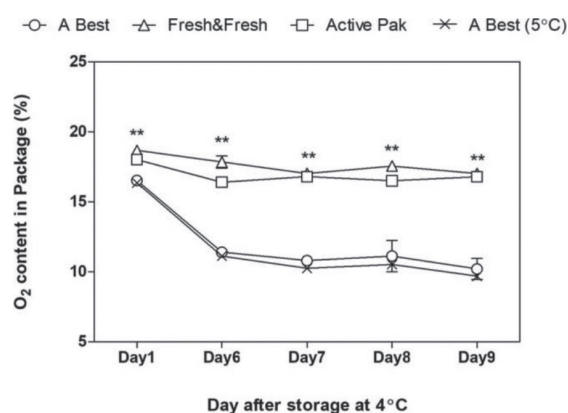 A Best Fresh&Fresh Active Pak A Best (5°C)
25
20
15
10
5
O2 content in Package (%)
** ** ** ** **
Day1 Day6 Day7 Day8 Day9
Day after storage at 4°C